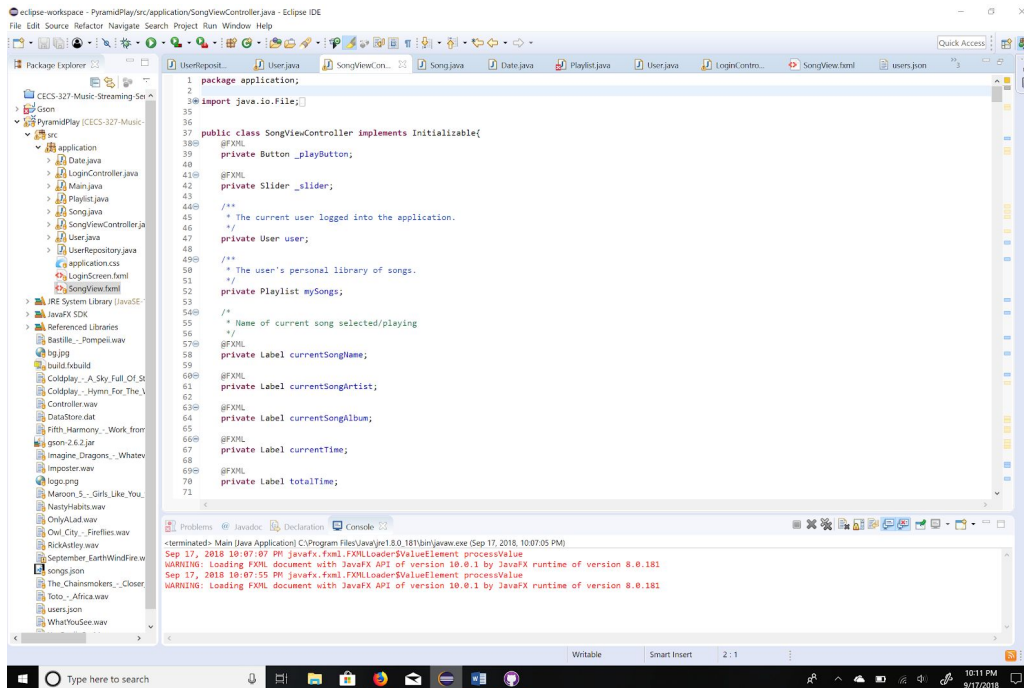 eclipse-workspace - PyramidPlay/src/application/SongViewController.java - Eclipse IDE
File Edit Source Refactor Navigate Search Project Run Window Help
Quick Access
Package Explorer
UserReposit... User.java SongViewCon... Song.java Date.java Playlist.java User.java LoginContro... SongView.fxml users.json
CECS-327-Music-Streaming-Ser
Gson
PyramidPlay [CECS-327-Music-
src
application
Date.java
LoginController.java
Main.java
Playlist.java
Song.java
SongViewController.ja
User.java
UserRepository.java
application.css
LoginScreen.fxml
SongView.fxml
JRE System Library [JavaSE-
JavaFX SDK
Referenced Libraries
Bastille_-_Pompeii.wav
bg.jpg
build.fxbuild
Coldplay_-_A_Sky_Full_Of_St
Coldplay_-_Hymn_For_The_
Controller.wav
DataStore.dat
Fifth_Harmony_-_Work_from
gson-2.6.2.jar
Imagine_Dragons_-_Whatev
Imposter.wav
logo.png
Maroon_5_-_Girls_Like_You_
NastyHabits.wav
OnlyALad.wav
Owl_City_-_Fireflies.wav
RickAstley.wav
September_EarthWindFire.w
songs.json
The_Chainsmokers_-_Closer_
Toto_-_Africa.wav
users.json
WhatYouSee.wav
1 package application;
2
3 import java.io.File;
35
36
37 public class SongViewController implements Initializable{
38 @FXML
39 private Button _playButton;
40
41 @FXML
42 private Slider _slider;
43
44 /**
45 * The current user logged into the application.
46 */
47 private User user;
48
49 /**
50 * The user's personal library of songs.
51 */
52 private Playlist mySongs;
53
54 /*
55 * Name of current song selected/playing
56 */
57 @FXML
58 private Label currentSongName;
59
60 @FXML
61 private Label currentSongArtist;
62
63 @FXML
64 private Label currentSongAlbum;
65
66 @FXML
67 private Label currentTime;
68
69 @FXML
70 private Label totalTime;
71
Problems Javadoc Declaration Console
<terminated> Main [Java Application] C:\Program Files\Java\jre1.8.0_181\bin\javaw.exe (Sep 17, 2018, 10:07:05 PM)
Sep 17, 2018 10:07:07 PM javafx.fxml.FXMLLoader$ValueElement processValue
WARNING: Loading FXML document with JavaFX API of version 10.0.1 by JavaFX runtime of version 8.0.181
Sep 17, 2018 10:07:55 PM javafx.fxml.FXMLLoader$ValueElement processValue
WARNING: Loading FXML document with JavaFX API of version 10.0.1 by JavaFX runtime of version 8.0.181
Writable Smart Insert 2 : 1
Type here to search
10:11 PM
9/17/2018